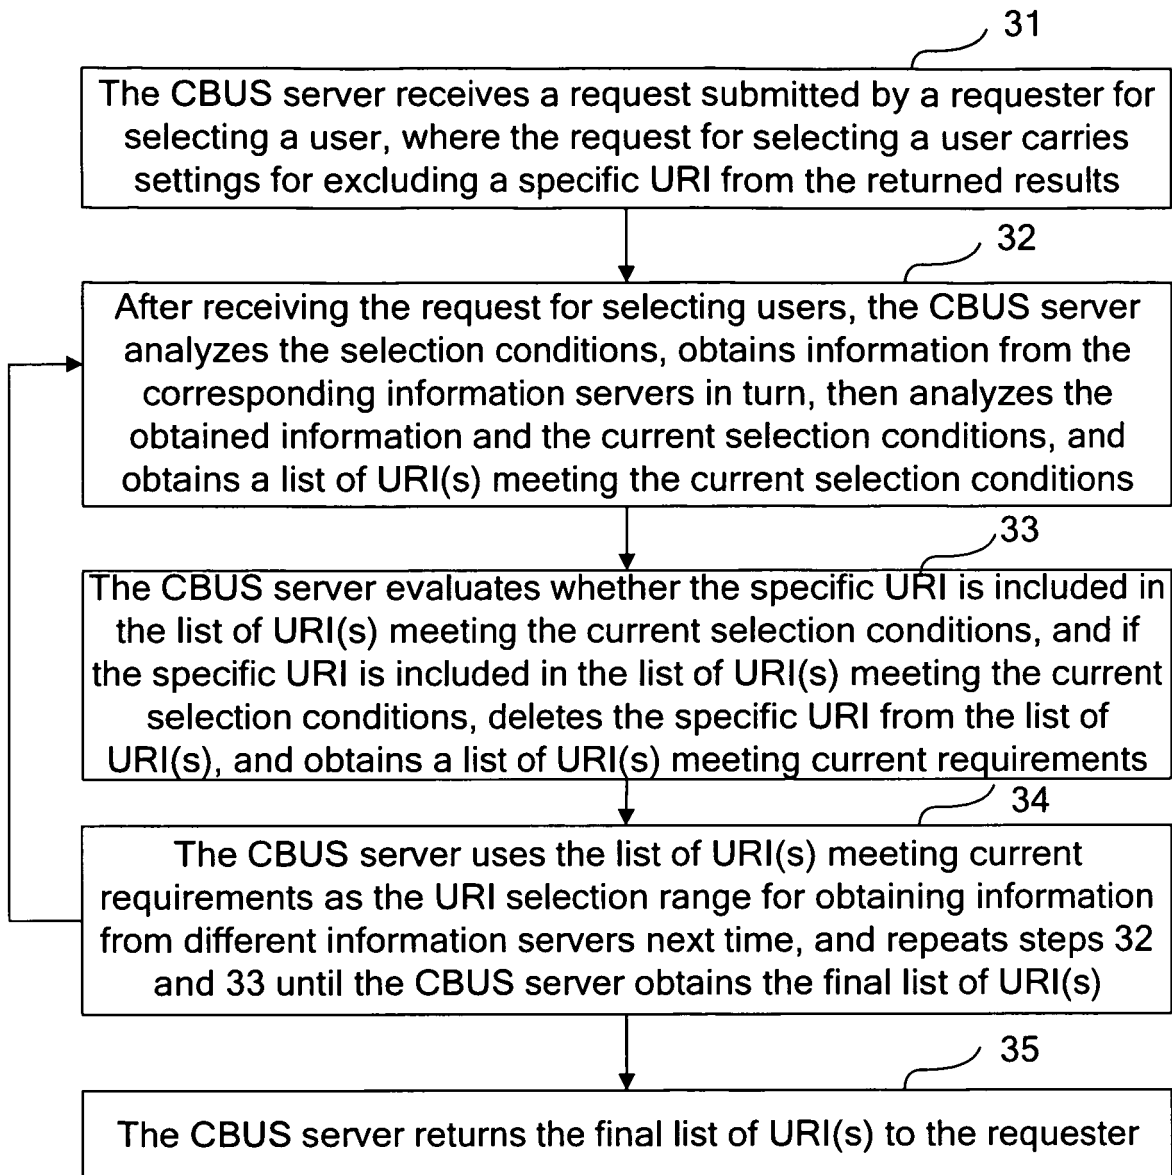 31
The CBUS server receives a request submitted by a requester for
selecting a user, where the request for selecting a user carries
settings for excluding a specific URI from the returned results
32
After receiving the request for selecting users, the CBUS server
analyzes the selection conditions, obtains information from the
corresponding information servers in turn, then analyzes the
obtained information and the current selection conditions, and
obtains a list of URI(s) meeting the current selection conditions
33
The CBUS server evaluates whether the specific URI is included in
the list of URI(s) meeting the current selection conditions, and if
the specific URI is included in the list of URI(s) meeting the current
selection conditions, deletes the specific URI from the list of
URI(s), and obtains a list of URI(s) meeting current requirements
34
The CBUS server uses the list of URI(s) meeting current
requirements as the URI selection range for obtaining information
from different information servers next time, and repeats steps 32
and 33 until the CBUS server obtains the final list of URI(s)
35
The CBUS server returns the final list of URI(s) to the requester